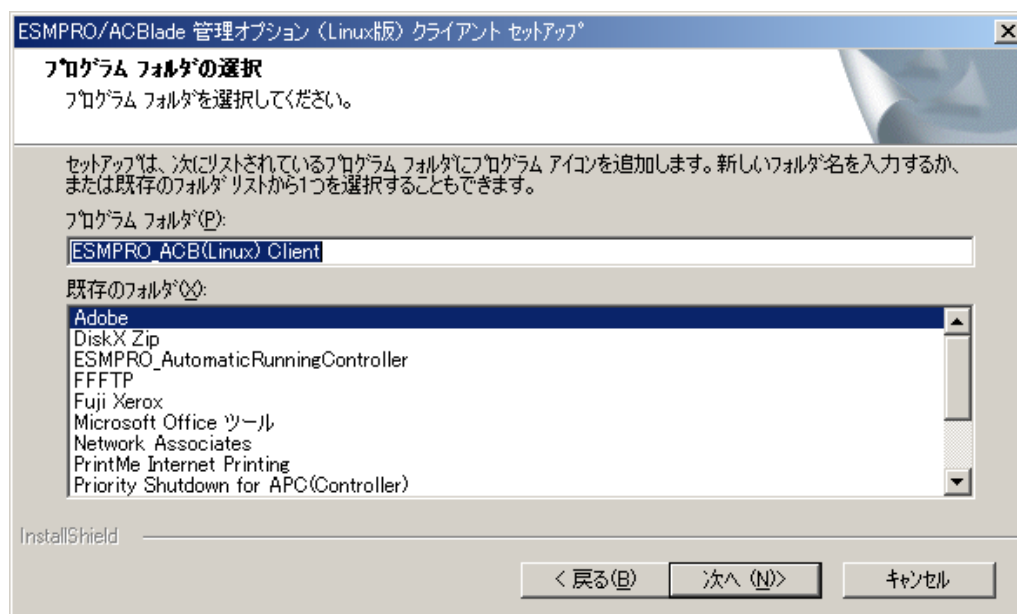 ESMPRO/ACBlade 管理オプション（Linux版）クライアント セットアップ
プログラム フォルダの選択
プログラム フォルダを選択してください。
セットアップは、次にリストされているプログラム フォルダにプログラム アイコンを追加します。新しいフォルダ名を入力するか、
または既存のフォルダ リストから1つを選択することもできます。
プログラム フォルダ(P):
ESMPRO_ACB(Linux) Client
既存のフォルダ(X):
Adobe
DiskX Zip
ESMPRO_AutomaticRunningController
FFFTP
Fuji Xerox
Microsoft Office ツール
Network Associates
PrintMe Internet Printing
Priority Shutdown for APC(Controller)
InstallShield
< 戻る(B)
次へ (N)>
キャンセル